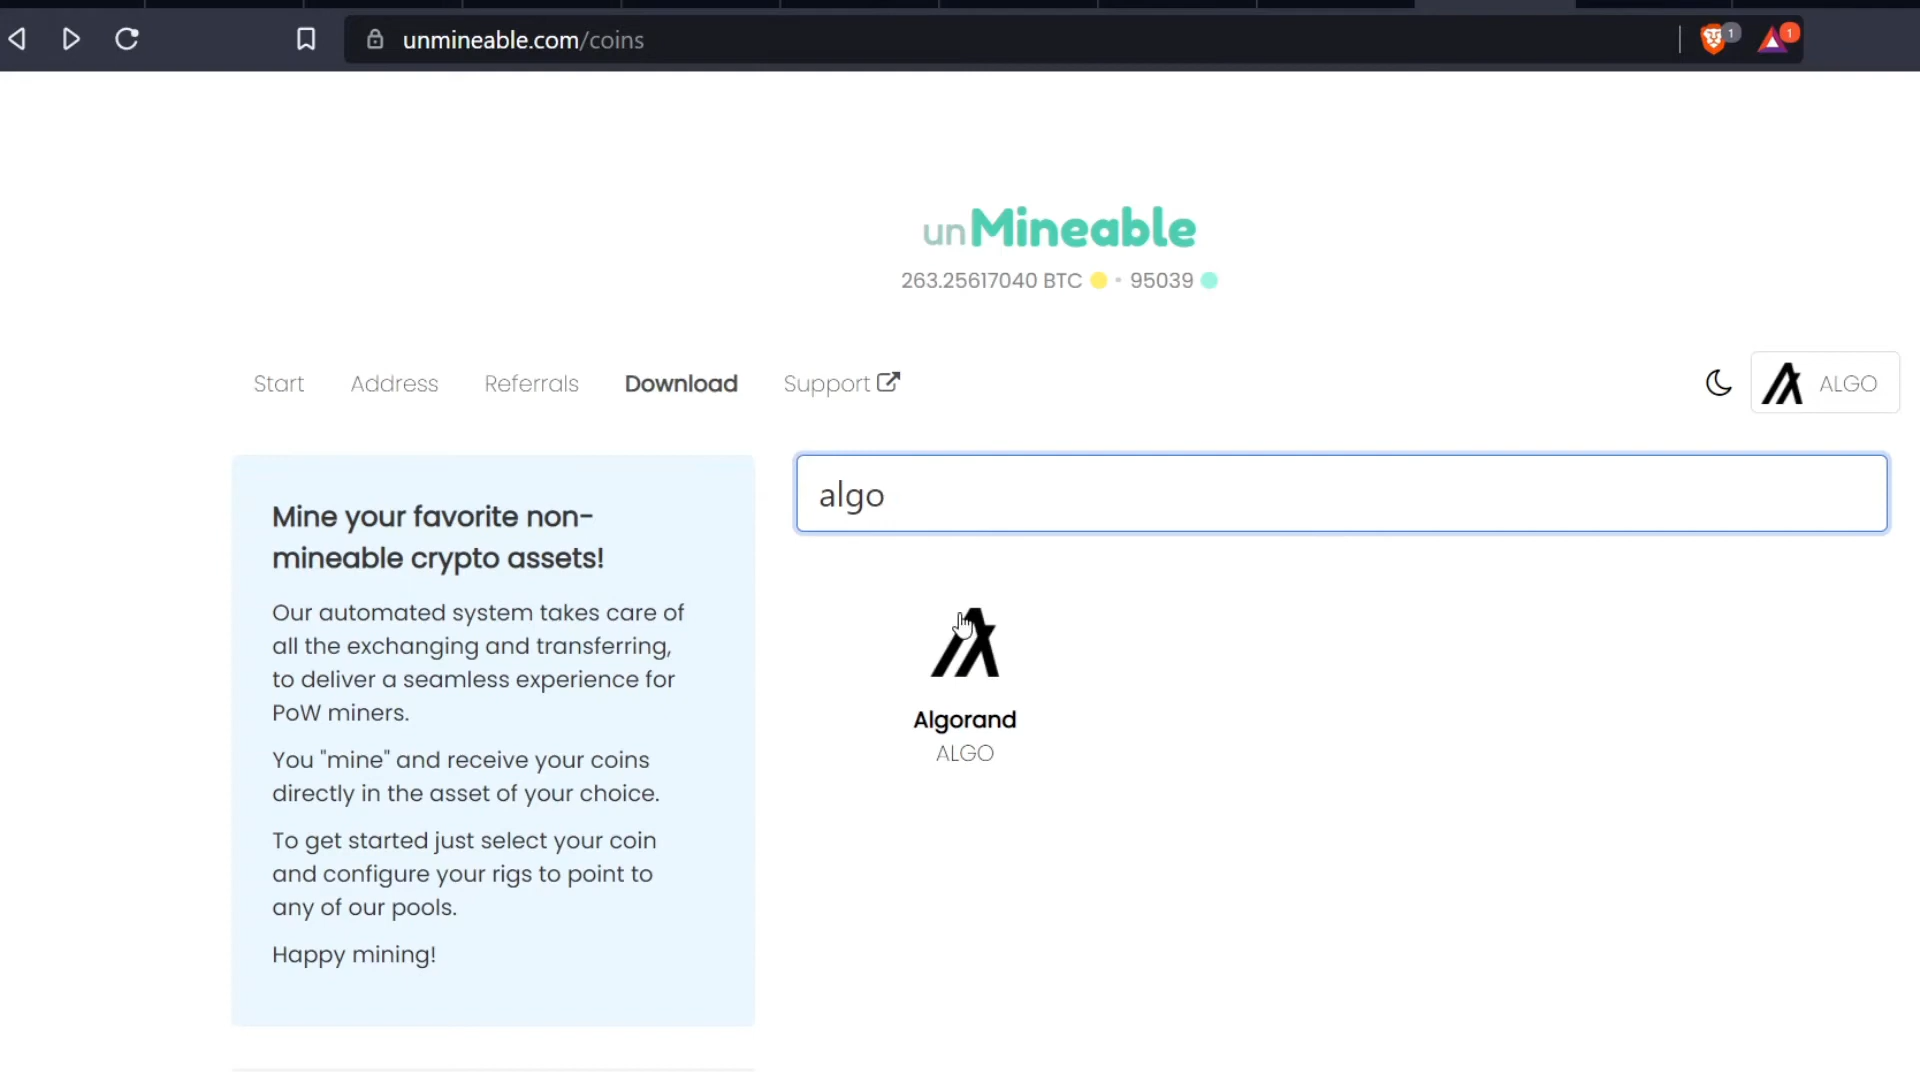 unmineable.com/coins
1
1
unMineable
263.25617040 BTC • 95039
Start
Address
Referrals
Download
Support
ALGO
Mine your favorite non-
mineable crypto assets!
Our automated system takes care of
all the exchanging and transferring,
to deliver a seamless experience for
PoW miners.
You "mine" and receive your coins
directly in the asset of your choice.
To get started just select your coin
and configure your rigs to point to
any of our pools.
Happy mining!
algo
Algorand
ALGO